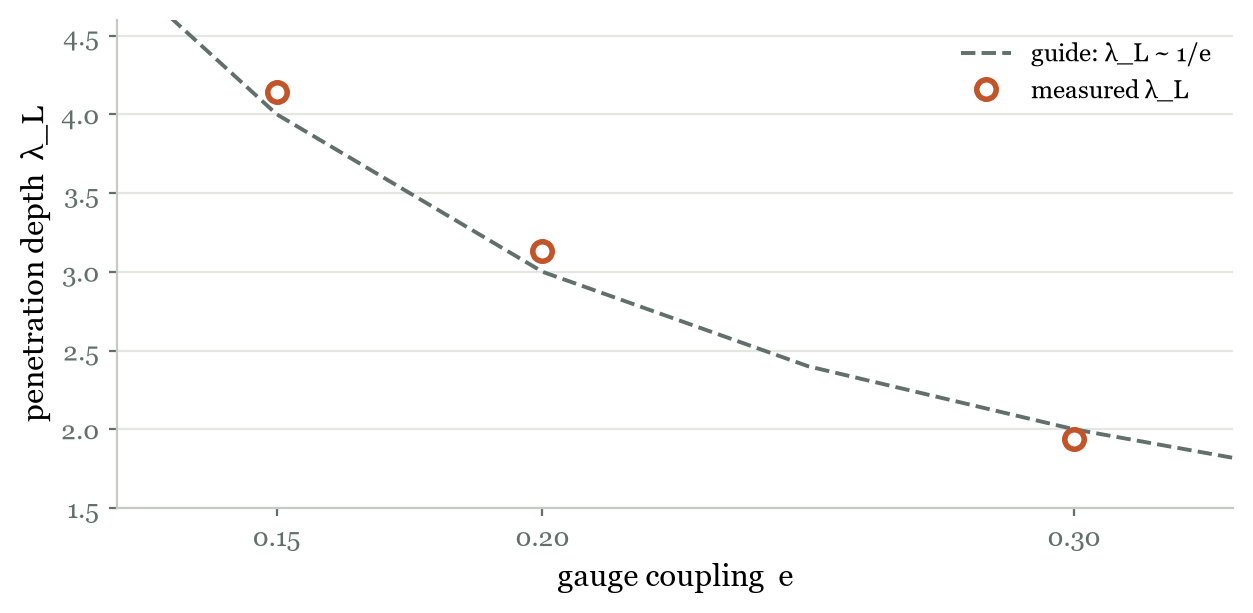 guide: λ_L ~ 1/e
measured λ_L
penetration depth λ_L
4.5
4.0
3.5
3.0
2.5
2.0
1.5
0.15
0.20
0.30
gauge coupling e